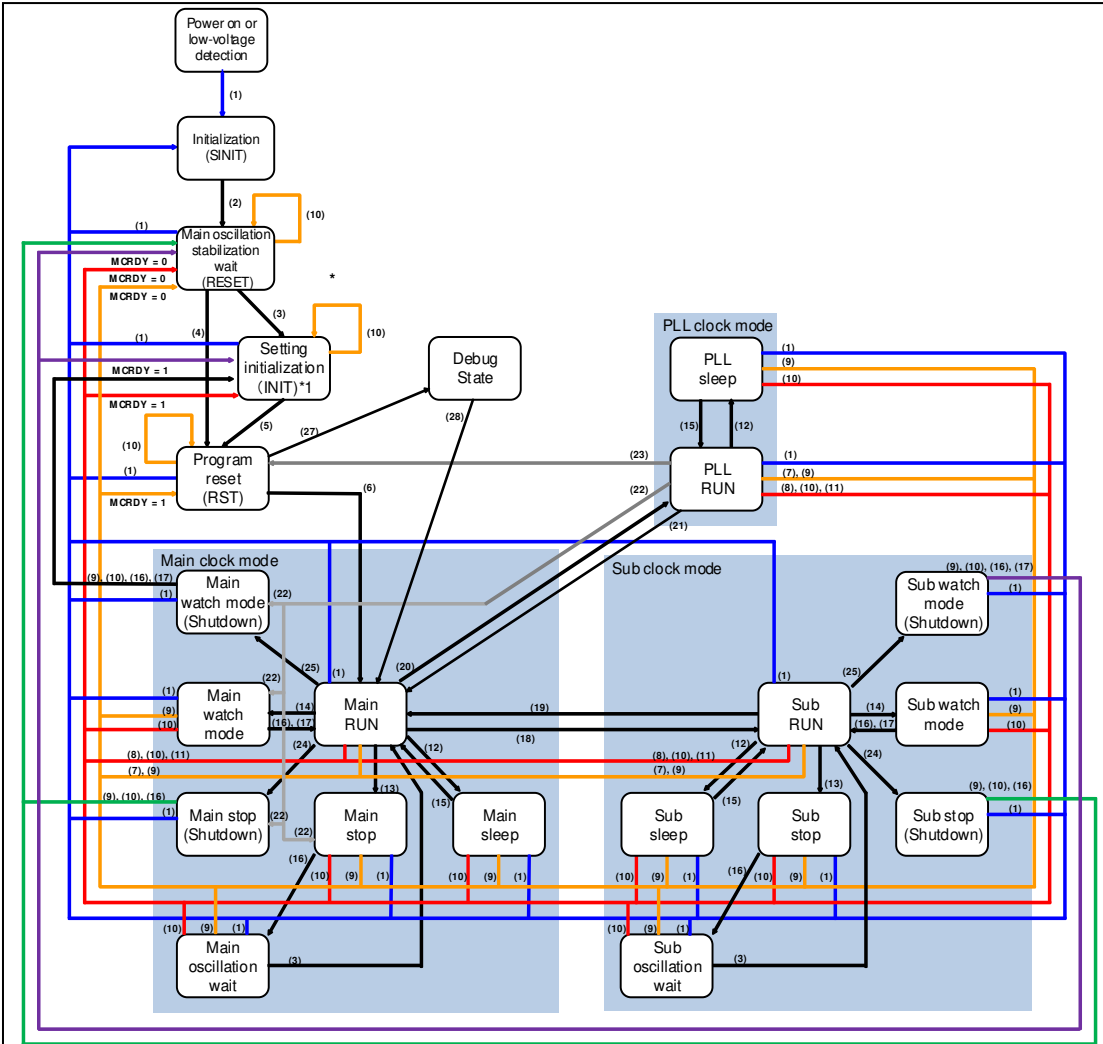 Power on or
low-voltage
detection
(1)
Initialization
(SINIT)
(2)
(10)
(1)
Main oscillation
stabilization
wait
(RESET)
MCRDY = 0
MCRDY = 0
MCRDY = 0
*
(3)
(4)
(10)
(1)
Setting
initialization
(INIT)*1
MCRDY = 1
MCRDY = 1
Debug
State
PLL clock mode
PLL
sleep
(1)
(9)
(10)
(15)
(12)
(5)
(27)
(28)
(10)
(1)
Program
reset
(RST)
MCRDY = 1
(6)
(23)
(22)
(21)
PLL
RUN
(1)
(7), (9)
(8), (10), (11)
Main clock mode
(9), (10), (16), (17)
(1)
Main
watch mode
(Shutdown)
(22)
(25)
(1)
(20)
(22)
(1)
(9)
(10)
Main
watch
mode
(14)
(16), (17)
Main
RUN
(19)
(18)
(24)
(12)
(8), (10), (11)
(7), (9)
(9), (10), (16)
(1)
Main stop
(Shutdown)
(22)
(22)
(13)
Main
stop
(15)
Main
sleep
(16)
(10)
(9)
(1)
(10)
(1)
(10)
(9)
(1)
Main
oscillation
wait
(3)
Sub clock mode
(9), (10), (16), (17)
Sub watch
mode
(Shutdown)
(1)
(25)
(1)
Sub
RUN
(14)
(16), (17)
Sub watch
mode
(1)
(9)
(10)
(12)
(8), (10), (11)
(7), (9)
(24)
(15)
(13)
Sub
sleep
Sub
stop
Sub stop
(Shutdown)
(9), (10), (16)
(1)
(16)
(10)
(9)
(1)
(10)
(9)
(1)
(10)
(9)
(1)
Sub
oscillation
wait
(3)